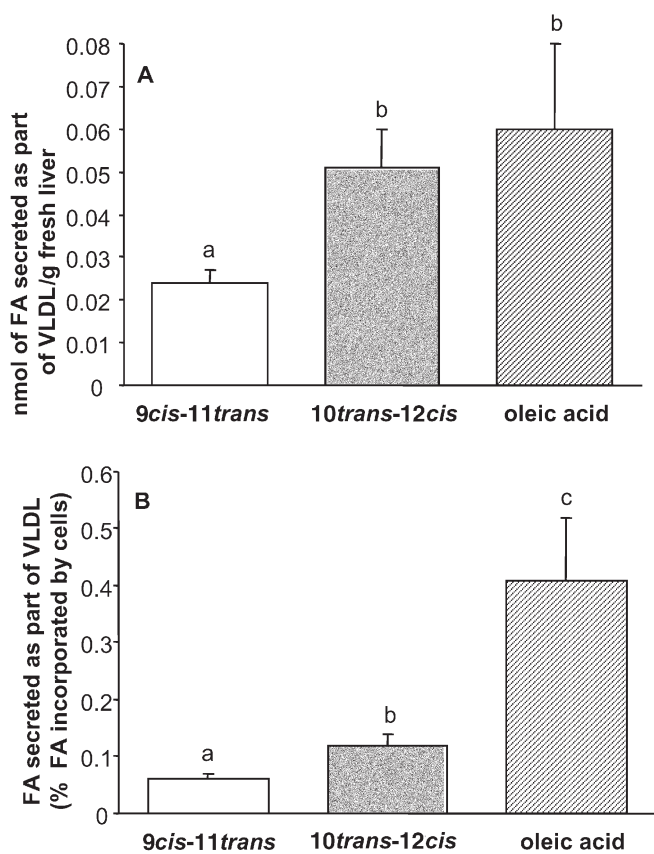 0.08
A
b
0.07
b
0.06
0.05
0.04
a
0.03
0.02
0.01
0
nmol of FA secreted as part
of VLDL/g fresh liver
9cis-11trans 10trans-12cis oleic acid
0.6
B
c
0.5
0.4
0.3
0.2
b
a
0.1
0
FA secreted as part of VLDL
(% FA incorporated by cells)
9cis-11trans 10trans-12cis oleic acid